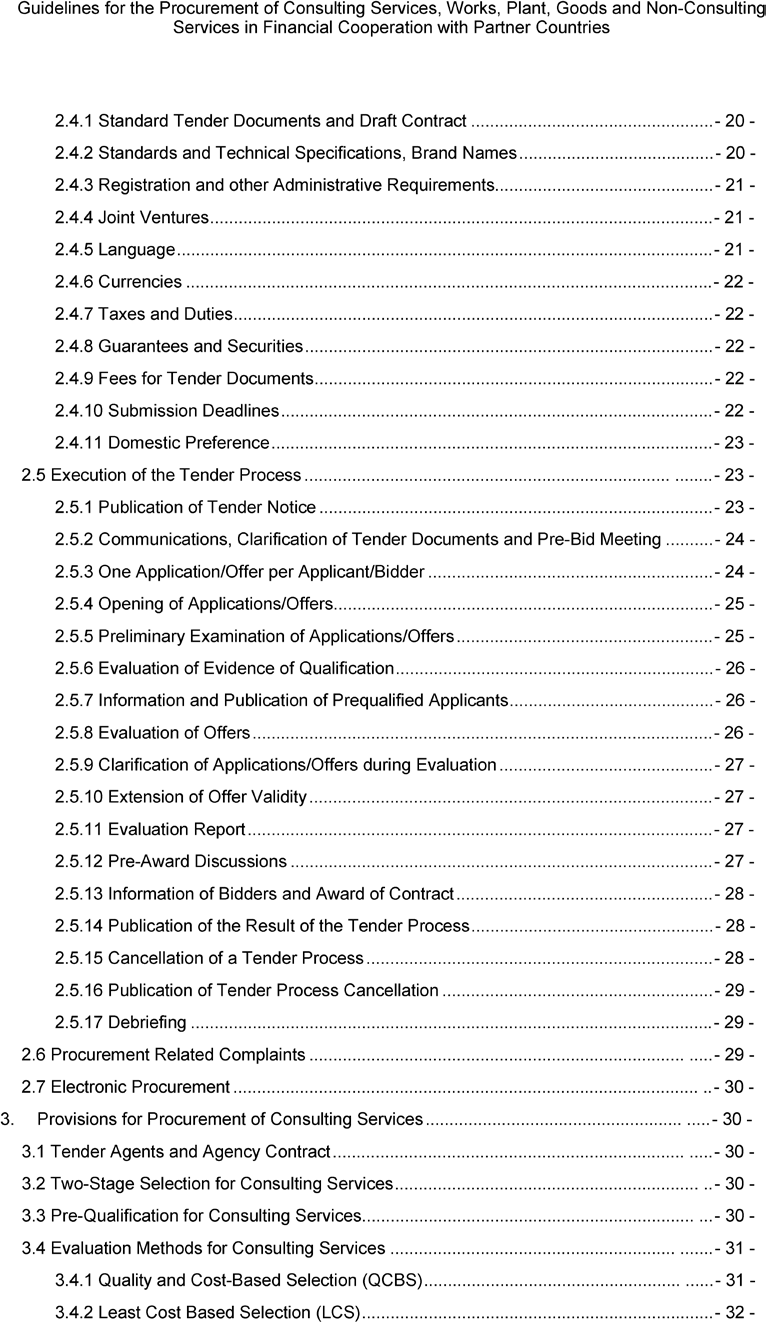 Guidelines for the Procurement of Consulting Services, Works, Plant, Goods and Non-Consulting
Services in Financial Cooperation with Partner Countries
2.4.1 Standard Tender Documents and Draft Contract ................................................... - 20 -
2.4.2 Standards and Technical Specifications, Brand Names ......................................... - 20 -
2.4.3 Registration and other Administrative Requirements .............................................. - 21 -
2.4.4 Joint Ventures .......................................................................................................... - 21 -
2.4.5 Language ................................................................................................................. - 21 -
2.4.6 Currencies ............................................................................................................... - 22 -
2.4.7 Taxes and Duties ..................................................................................................... - 22 -
2.4.8 Guarantees and Securities ...................................................................................... - 22 -
2.4.9 Fees for Tender Documents .................................................................................... - 22 -
2.4.10 Submission Deadlines ........................................................................................... - 22 -
2.4.11 Domestic Preference ............................................................................................. - 23 -
2.5 Execution of the Tender Process ............................................................................. ........ - 23 -
2.5.1 Publication of Tender Notice ................................................................................... - 23 -
2.5.2 Communications, Clarification of Tender Documents and Pre-Bid Meeting .......... - 24 -
2.5.3 One Application/Offer per Applicant/Bidder ............................................................ - 24 -
2.5.4 Opening of Applications/Offers ................................................................................ - 25 -
2.5.5 Preliminary Examination of Applications/Offers ...................................................... - 25 -
2.5.6 Evaluation of Evidence of Qualification ................................................................... - 26 -
2.5.7 Information and Publication of Prequalified Applicants ........................................... - 26 -
2.5.8 Evaluation of Offers ................................................................................................. - 26 -
2.5.9 Clarification of Applications/Offers during Evaluation ............................................. - 27 -
2.5.10 Extension of Offer Validity ..................................................................................... - 27 -
2.5.11 Evaluation Report .................................................................................................. - 27 -
2.5.12 Pre-Award Discussions ......................................................................................... - 27 -
2.5.13 Information of Bidders and Award of Contract ...................................................... - 28 -
2.5.14 Publication of the Result of the Tender Process ................................................... - 28 -
2.5.15 Cancellation of a Tender Process ......................................................................... - 28 -
2.5.16 Publication of Tender Process Cancellation ......................................................... - 29 -
2.5.17 Debriefing .............................................................................................................. - 29 -
2.6 Procurement Related Complaints ............................................................................... ..... - 29 -
2.7 Electronic Procurement .................................................................................................. .. - 30 -
3. Provisions for Procurement of Consulting Services ...................................................... ..... - 30 -
3.1 Tender Agents and Agency Contract .......................................................................... ..... - 30 -
3.2 Two-Stage Selection for Consulting Services ................................................................ .. - 30 -
3.3 Pre-Qualification for Consulting Services ...................................................................... ... - 30 -
3.4 Evaluation Methods for Consulting Services ............................................................ ....... - 31 -
3.4.1 Quality and Cost-Based Selection (QCBS) ...................................................... ...... - 31 -
3.4.2 Least Cost Based Selection (LCS) .......................................................................... - 32 -